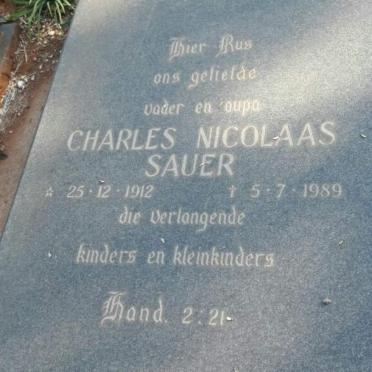 Hier Rus
ons geliefde
vader en oupa
CHARLES NICOLAAS
SAUER
☆ 25·12·1912 † 5·7·1989
die verlangende
kinders en kleinkinders
Hand. 2:21